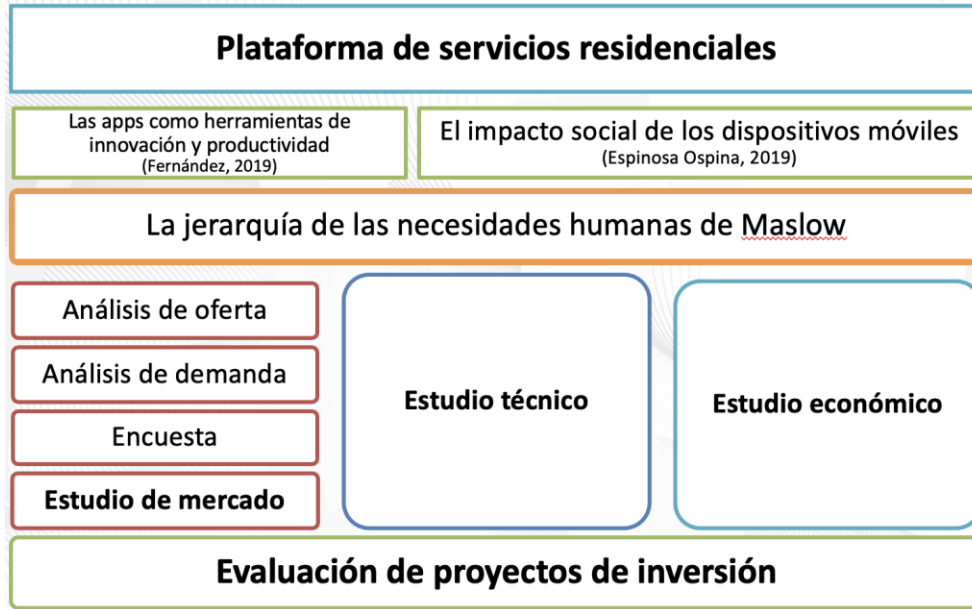 Plataforma de servicios residenciales
Las apps como herramientas de
innovación y productividad
(Fernández, 2019)
El impacto social de los dispositivos móviles
(Espinosa Ospina, 2019)
La jerarquía de las necesidades humanas de Maslow
Análisis de oferta
Análisis de demanda
Encuesta
Estudio de mercado
Estudio técnico
Estudio económico
Evaluación de proyectos de inversión